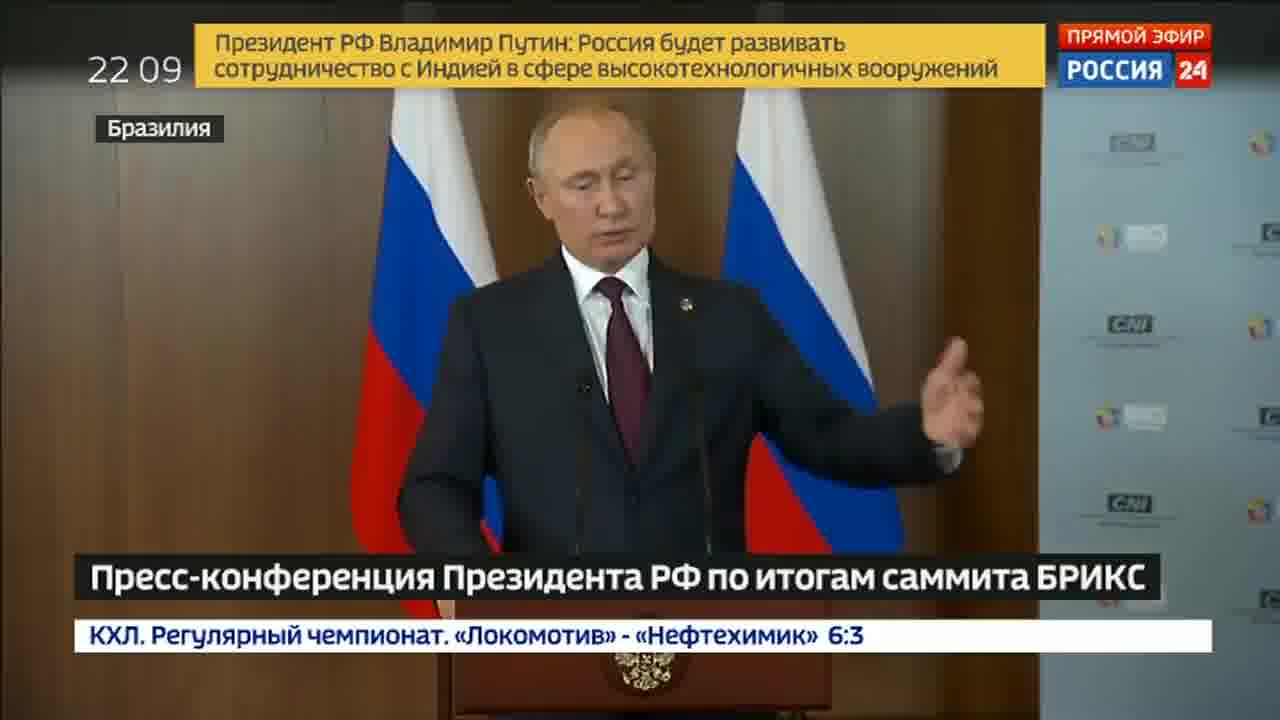 22 09
Президент РФ Владимир Путин: Россия будет развивать
сотрудничество с Индией в сфере высокотехнологичных вооружений
ПРЯМОЙ ЭФИР
РОССИЯ 24
Бразилия
CNI
CNI
CNI
Пресс-конференция Президента РФ по итогам саммита БРИКС
КХЛ. Регулярный чемпионат. «Локомотив» - «Нефтехимик» 6:3